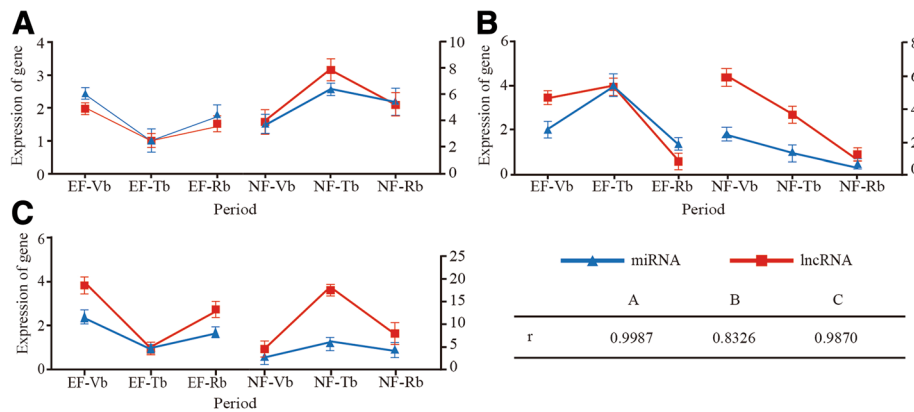 A
Expression of gene
4
3
2
1
0
10
8
6
4
2
0
EF-Vb EF-Tb EF-Rb NF-Vb NF-Tb NF-Rb
Period
B
Expression of gene
6
4
2
0
8
6
4
2
0
EF-Vb EF-Tb EF-Rb NF-Vb NF-Tb NF-Rb
Period
C
Expression of gene
6
4
2
0
25
20
15
10
5
0
EF-Vb EF-Tb EF-Rb NF-Vb NF-Tb NF-Rb
Period
miRNA lncRNA
A B C
r 0.9987 0.8326 0.9870